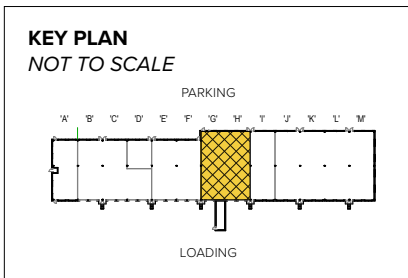 KEY PLAN
NOT TO SCALE
PARKING
'A' 'B' 'C' 'D' 'E' 'F' 'G' 'H' 'I' 'J' 'K' 'L' 'M'
LOADING